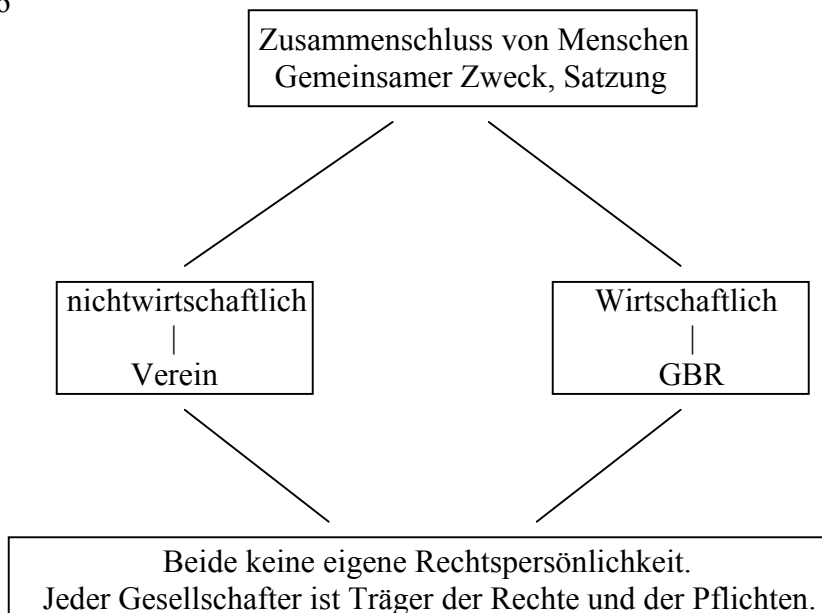 Zusammenschluss von Menschen
Gemeinsamer Zweck, Satzung
nichtwirtschaftlich
|
Verein
Wirtschaftlich
|
GBR
Beide keine eigene Rechtspersönlichkeit.
Jeder Gesellschafter ist Träger der Rechte und der Pflichten.